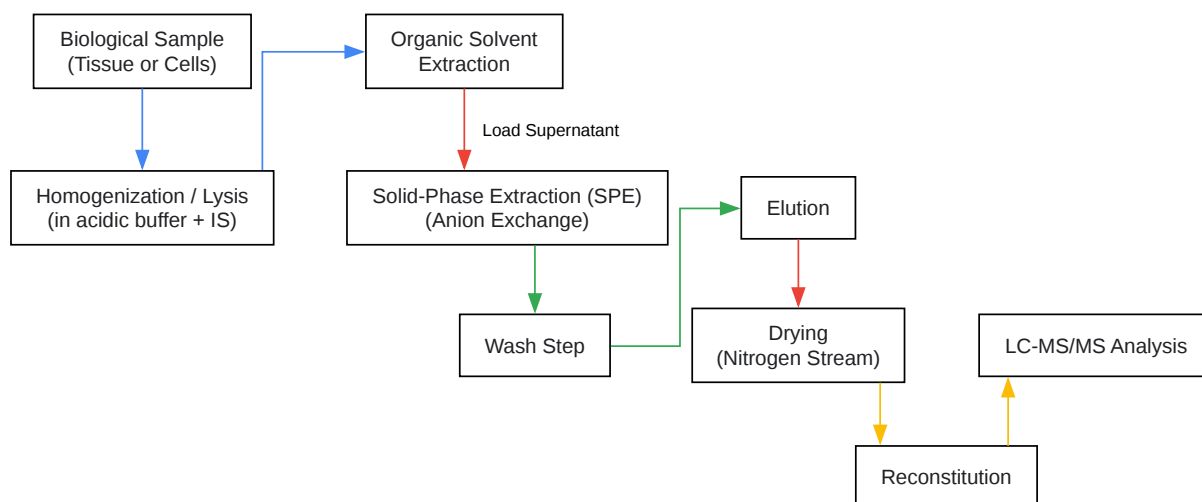 Biological Sample
(Tissue or Cells)
Homogenization / Lysis
(in acidic buffer + IS)
Organic Solvent
Extraction
Load Supernatant
Solid-Phase Extraction (SPE)
(Anion Exchange)
Wash Step
Elution
Drying
(Nitrogen Stream)
Reconstitution
LC-MS/MS Analysis